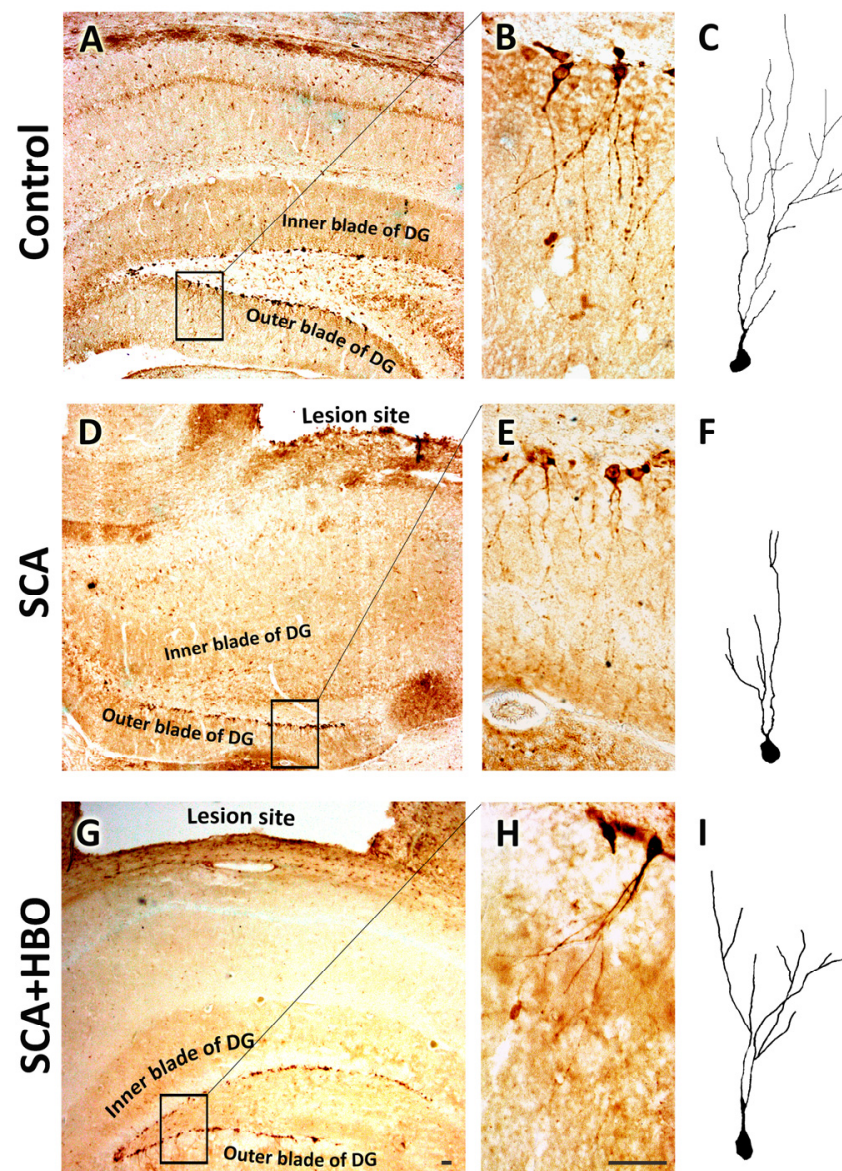 Control
A
B
C
Inner blade of DG
Outer blade of DG
SCA
D
Lesion site
E
F
Inner blade of DG
Outer blade of DG
SCA+HBO
G
Lesion site
H
I
Inner blade of DG
Outer blade of DG